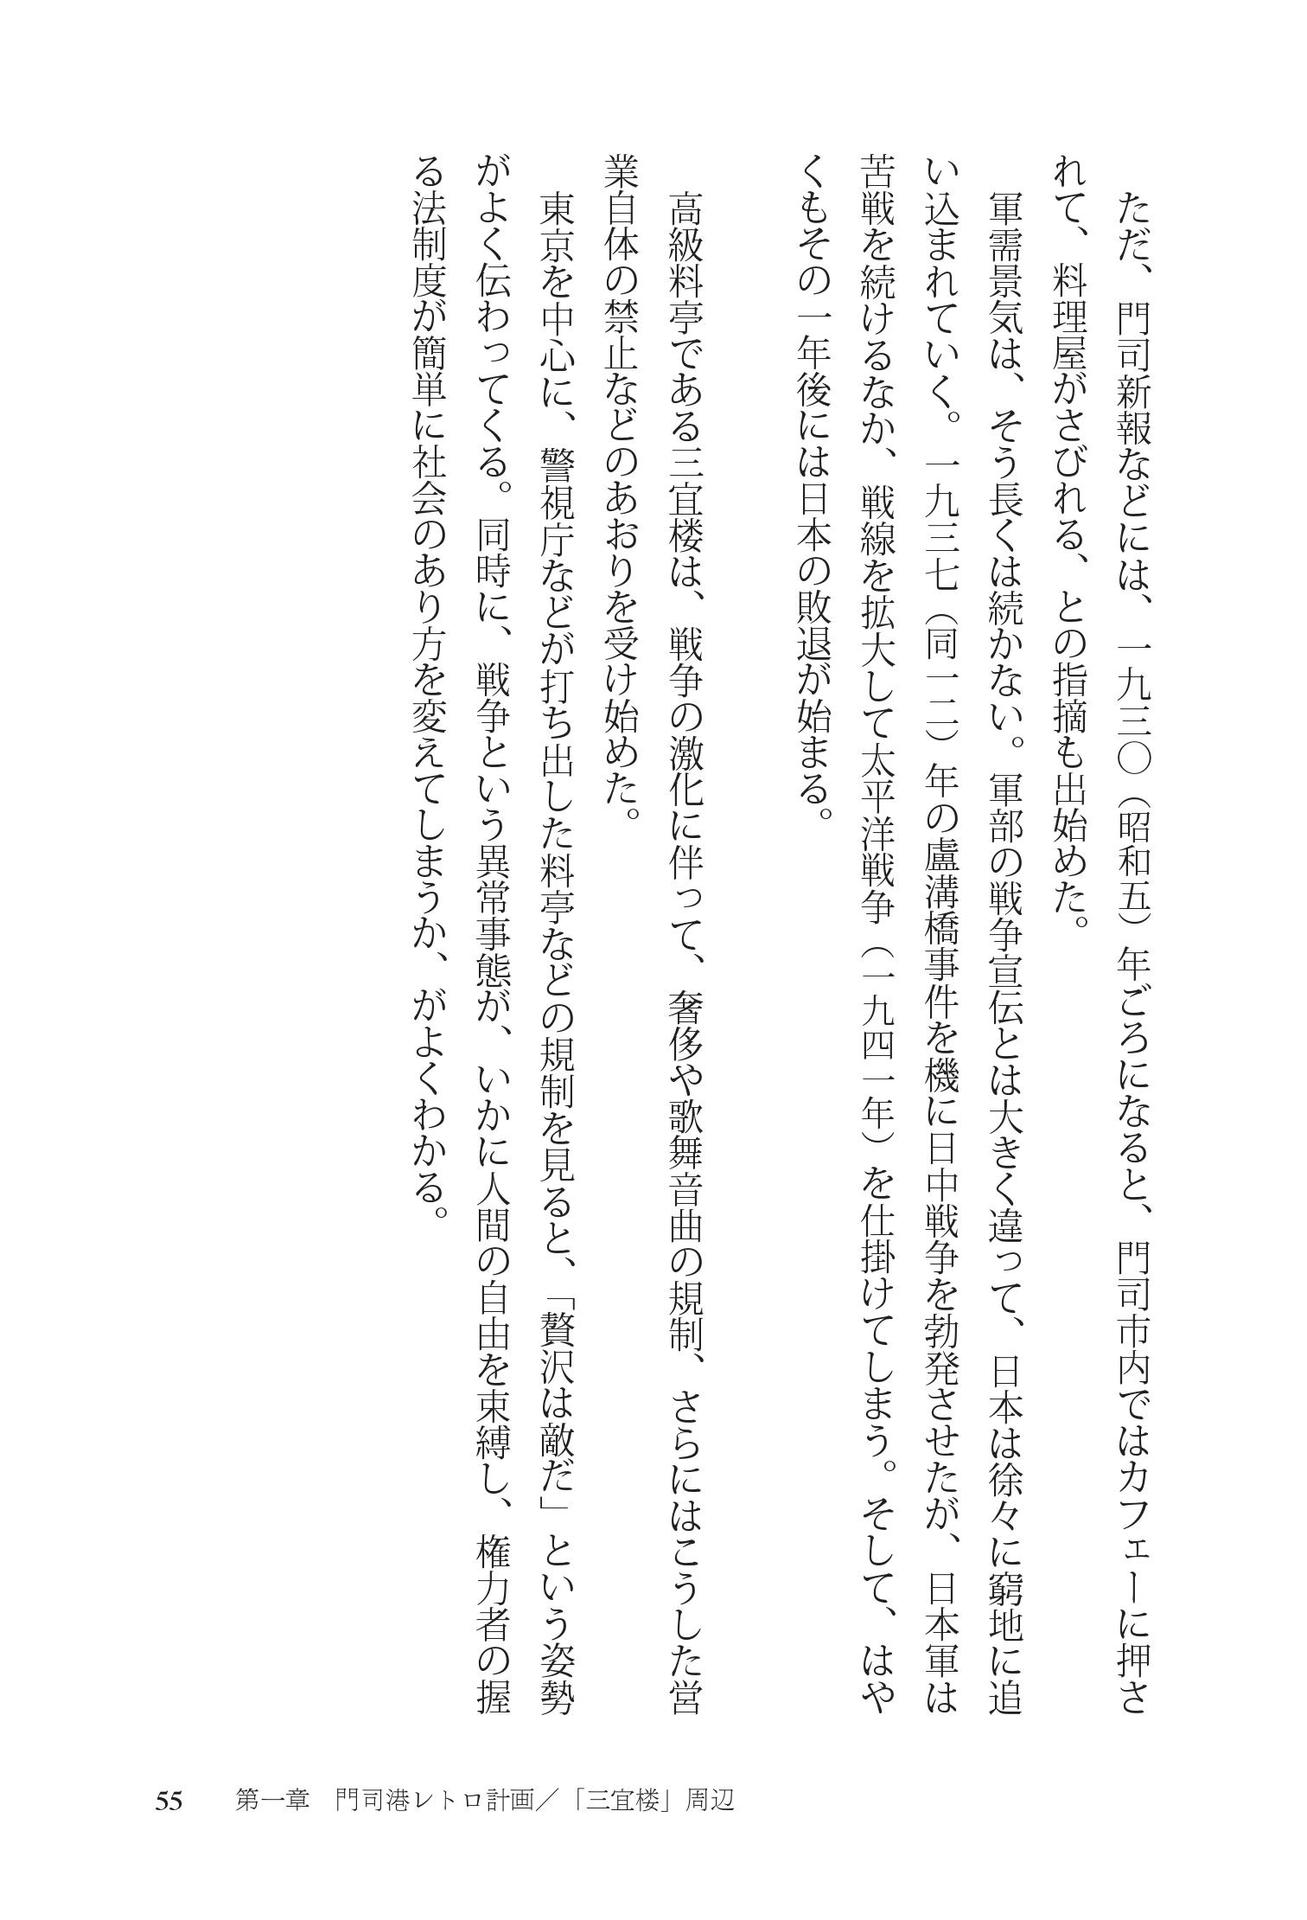 ただ、門司新報などには、一九三〇（昭和五）年ごろになると、門司市内ではカフェーに押さ
れて、料理屋がさびれる、との指摘も出始めた。
　軍需景気は、そう長くは続かない。軍部の戦争宣伝とは大きく違って、日本は徐々に窮地に追
い込まれていく。一九三七（同一二）年の盧溝橋事件を機に日中戦争を勃発させたが、日本軍は
苦戦を続けるなか、戦線を拡大して太平洋戦争（一九四一年）を仕掛けてしまう。そして、はや
くもその一年後には日本の敗退が始まる。
　高級料亭である三宜楼は、戦争の激化に伴って、奢侈や歌舞音曲の規制、さらにはこうした営
業自体の禁止などのあおりを受け始めた。
　東京を中心に、警視庁などが打ち出した料亭などの規制を見ると、「贅沢は敵だ」という姿勢
がよく伝わってくる。同時に、戦争という異常事態が、いかに人間の自由を束縛し、権力者の握
る法制度が簡単に社会のあり方を変えてしまうか、がよくわかる。
55　第一章　門司港レトロ計画／「三宜楼」周辺